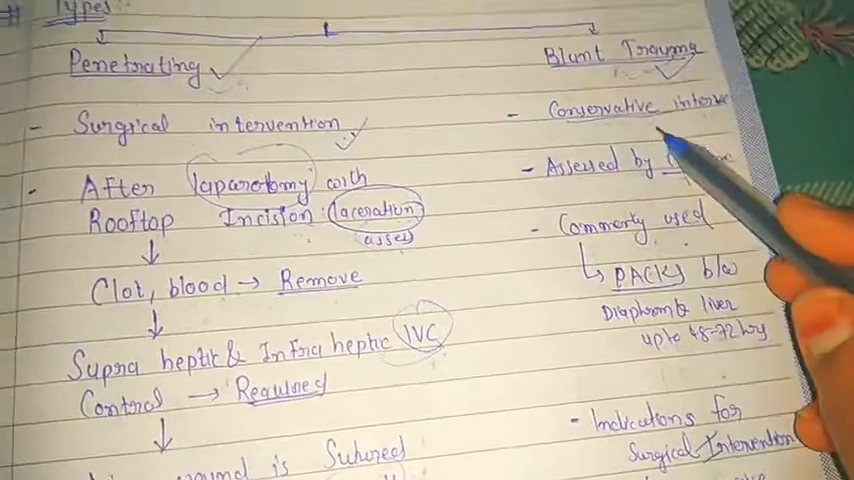 # Types
Penetrating
- Surgical intervention
- After laparotomy with
Rooftop Incision laceration
asses
Clot, blood → Remove
Supra heptic & Infra heptic IVC
Control → Required
wound is Sutured
Blunt Trauma
- Conservative
- Assessed by
- Commonly used
PACKs b/w
Diaphrom & liver
upto 48-72 hrs
- Indications for
Surgical Intervention